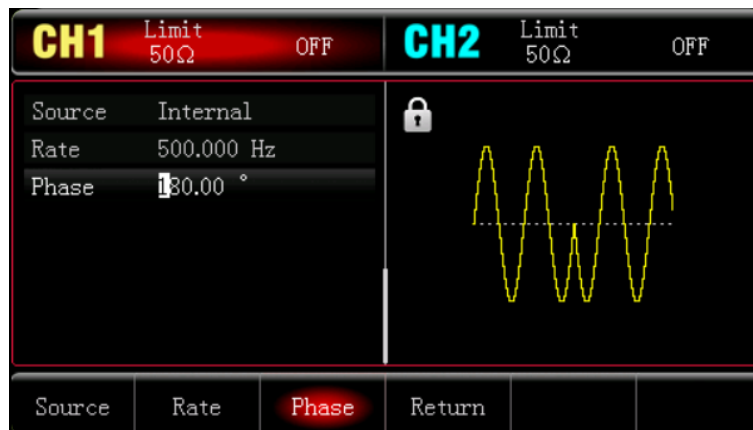 CH1 Limit 50Ω OFF CH2 Limit 50Ω OFF
Source Internal
Rate 500.000 Hz
Phase 180.00 °
Source Rate Phase Return